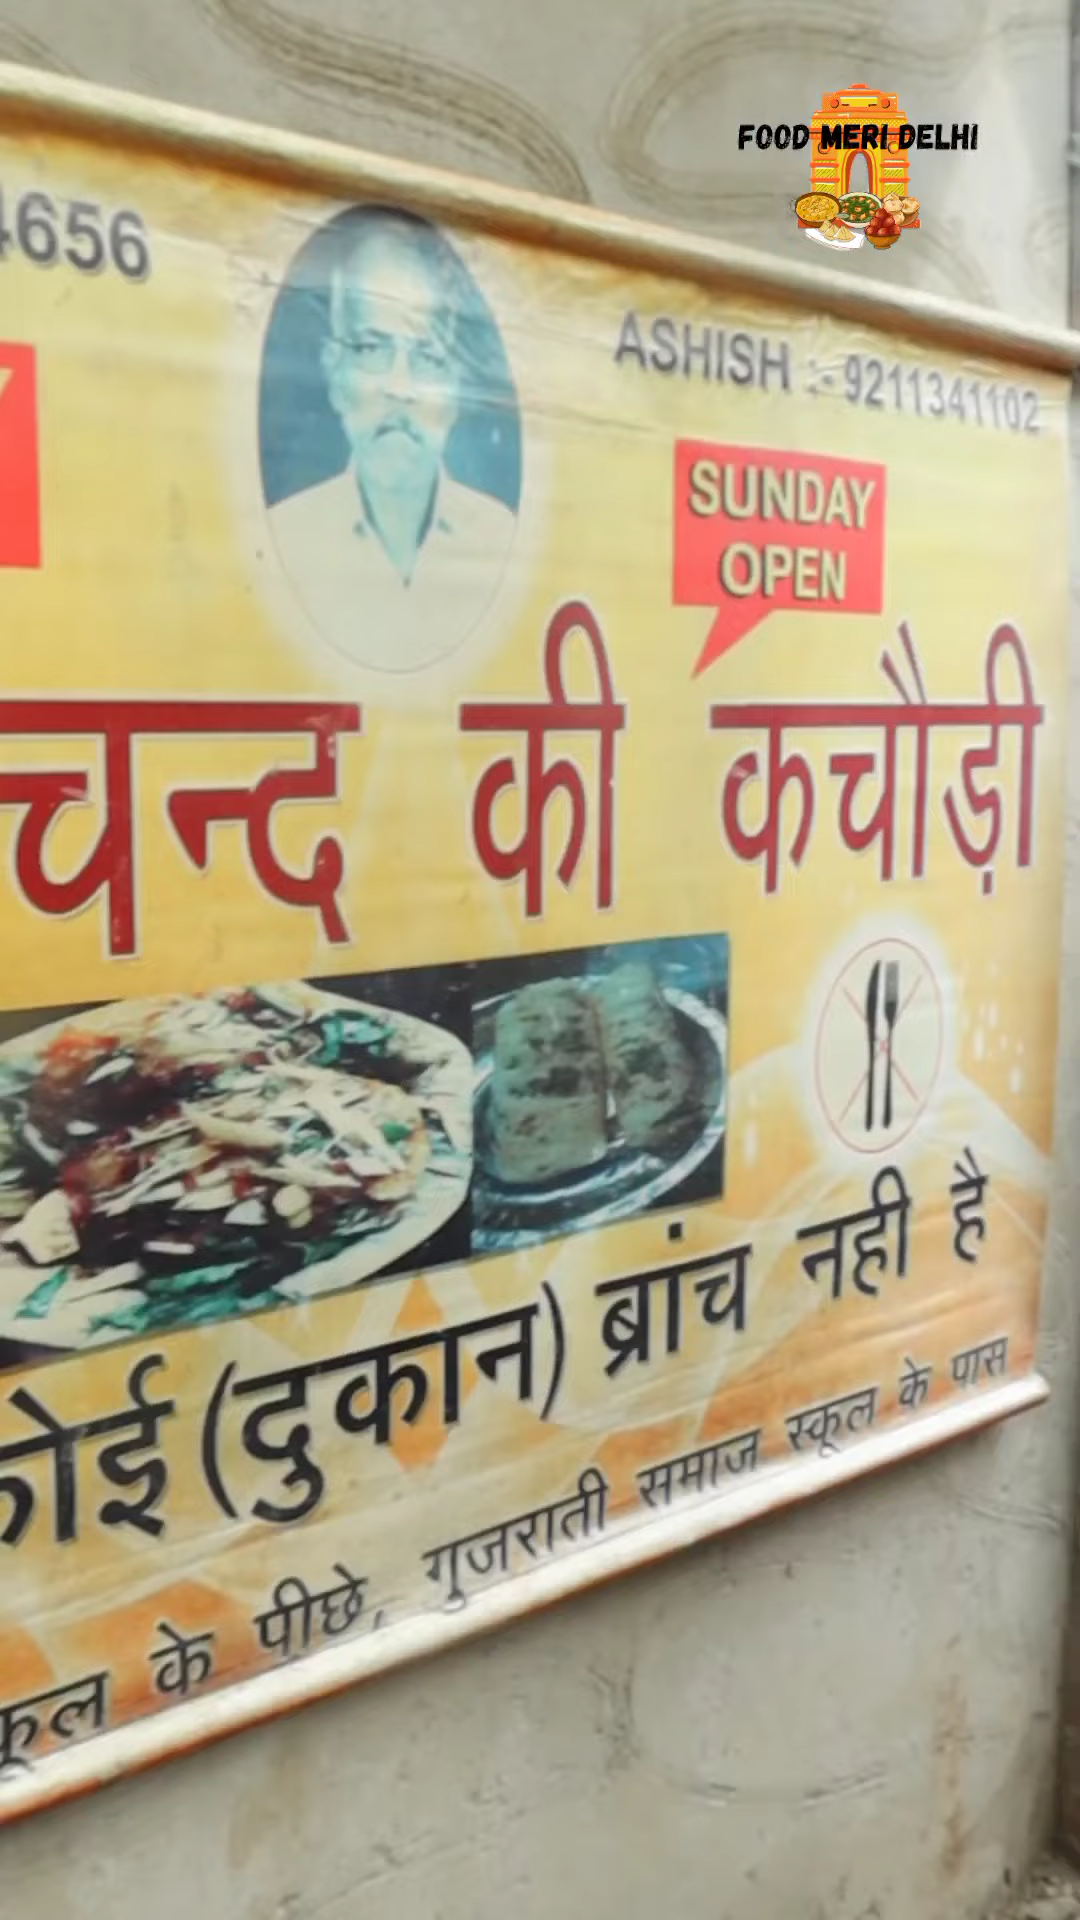 FOOD MERI DELHI
4656
ASHISH :- 9211341102
SUNDAY
OPEN
चन्द की कचौड़ी
कोई (दुकान) ब्रांच नही है
के पीछे, गुजराती समाज स्कूल के पास